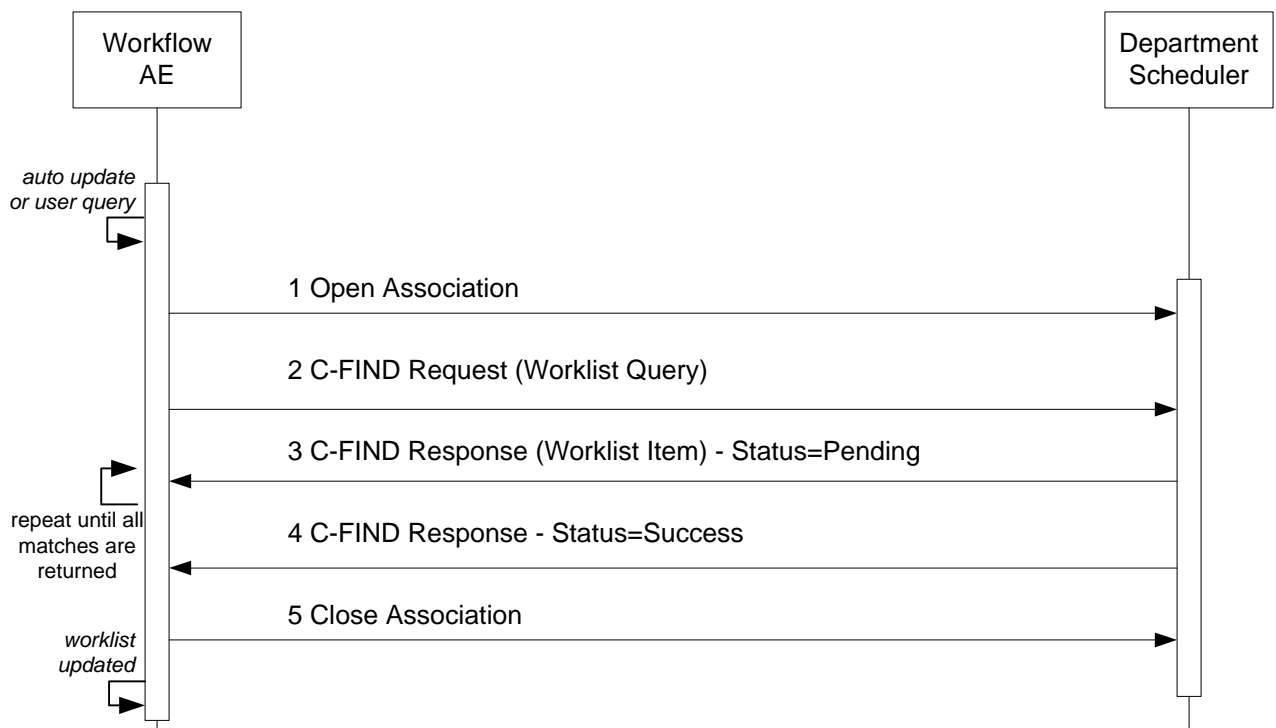 Workflow
AE
Department
Scheduler
auto update
or user query
1 Open Association
2 C-FIND Request (Worklist Query)
3 C-FIND Response (Worklist Item) - Status=Pending
repeat until all
matches are
returned
4 C-FIND Response - Status=Success
5 Close Association
worklist
updated